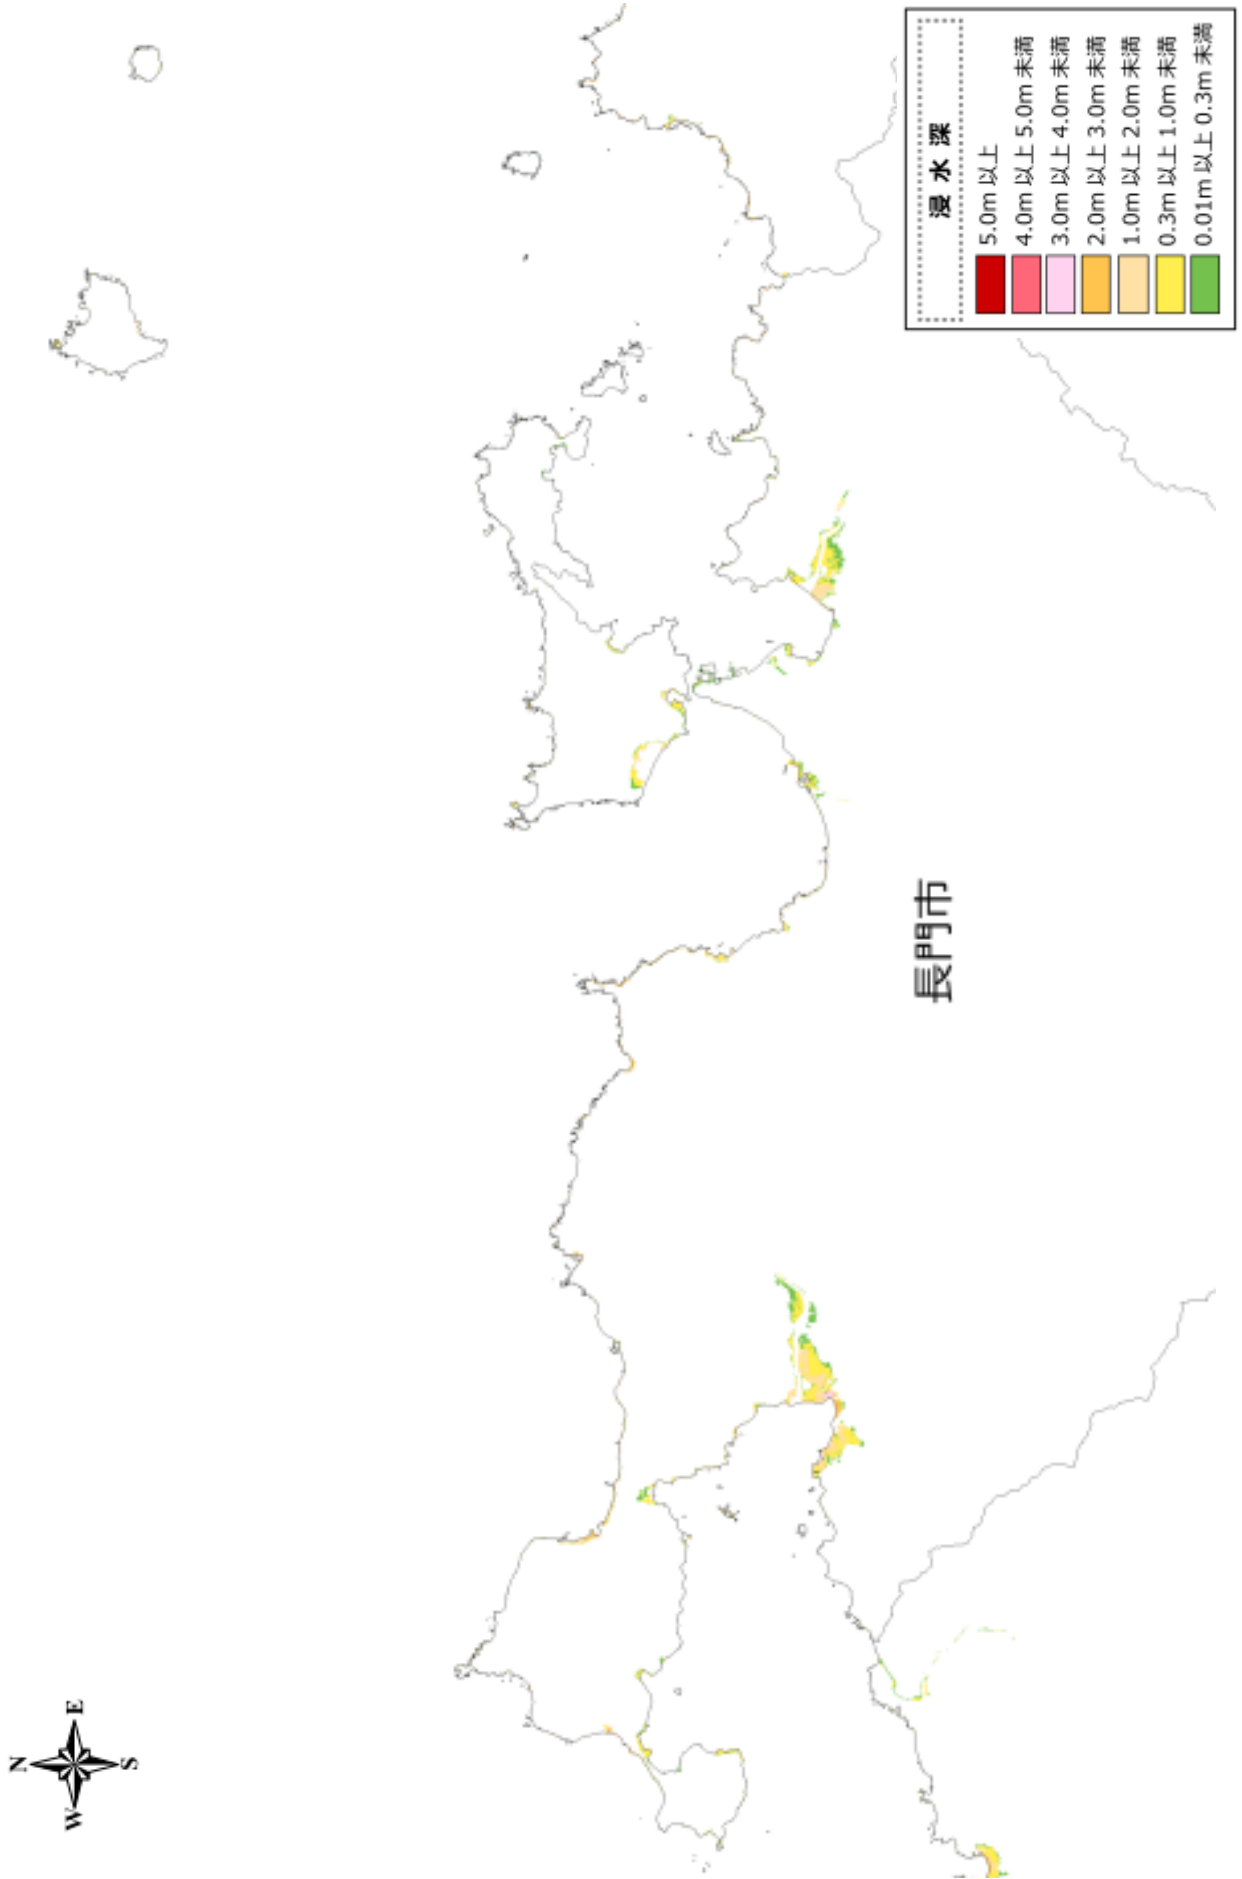 浸水深
5.0m 以上
4.0m 以上 5.0m 未満
3.0m 以上 4.0m 未満
2.0m 以上 3.0m 未満
1.0m 以上 2.0m 未満
0.3m 以上 1.0m 未満
0.01m 以上 0.3m 未満
長門市
N
W
E
S